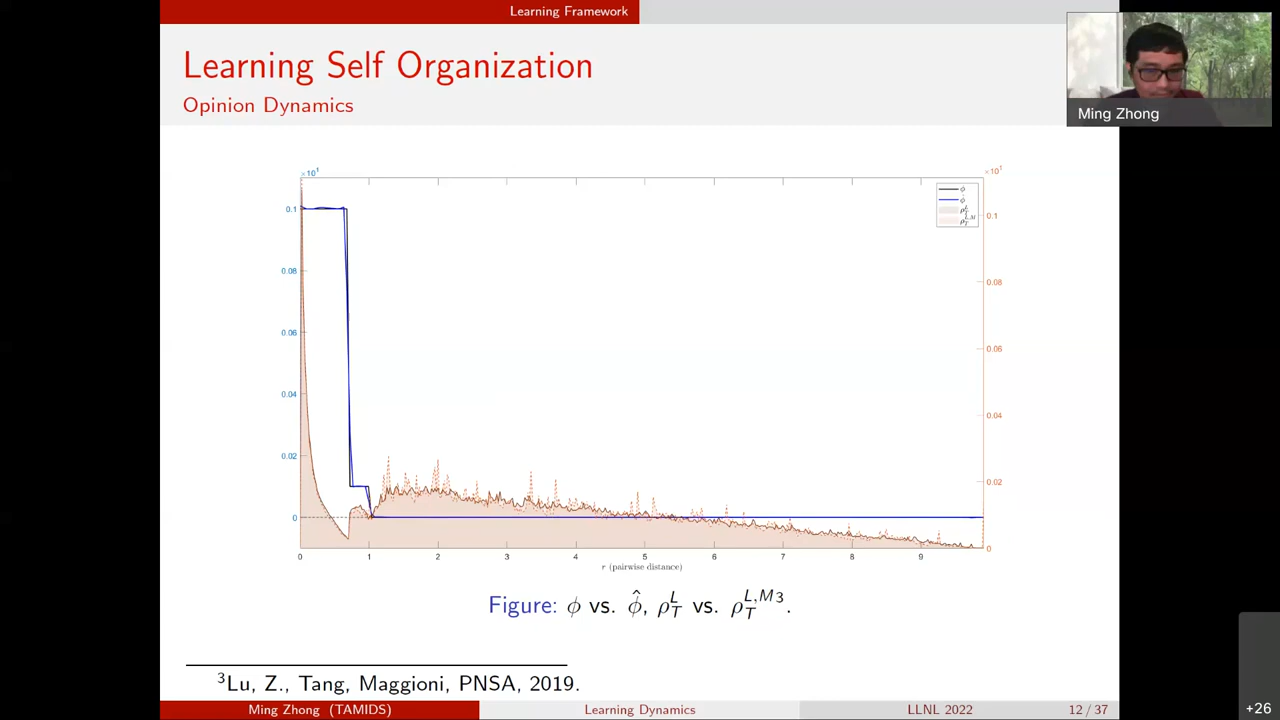 Learning Framework
Learning Self Organization
Opinion Dynamics
Ming Zhong
×10¹
×10¹
0.1
0.08
0.06
0.04
0.02
0
0.1
0.08
0.06
0.04
0.02
0
0 1 2 3 4 5 6 7 8 9
r (pairwise distance)
Figure: ϕ vs. ϕ̂, ρ_T^L vs. ρ_T^{L,M} ³.
³Lu, Z., Tang, Maggioni, PNSA, 2019.
Ming Zhong (TAMIDS) Learning Dynamics LLNL 2022 12 / 37
+26